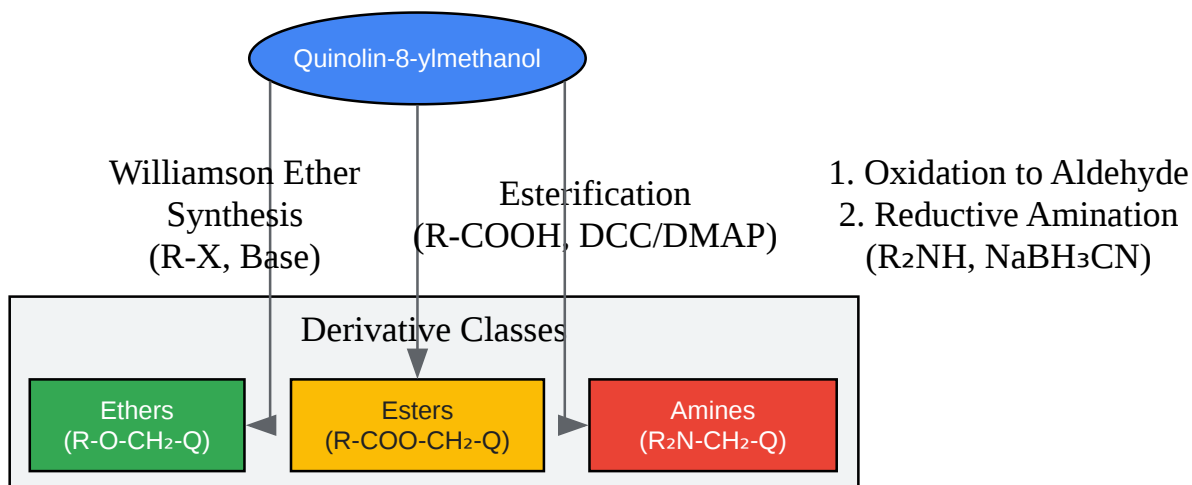 Quinolin-8-ylmethanol
Williamson Ether
Synthesis
(R-X, Base)
Esterification
(R-COOH, DCC/DMAP)
1. Oxidation to Aldehyde
2. Reductive Amination
(R₂NH, NaBH₃CN)
Derivative Classes
Ethers
(R-O-CH₂-Q)
Esters
(R-COO-CH₂-Q)
Amines
(R₂N-CH₂-Q)